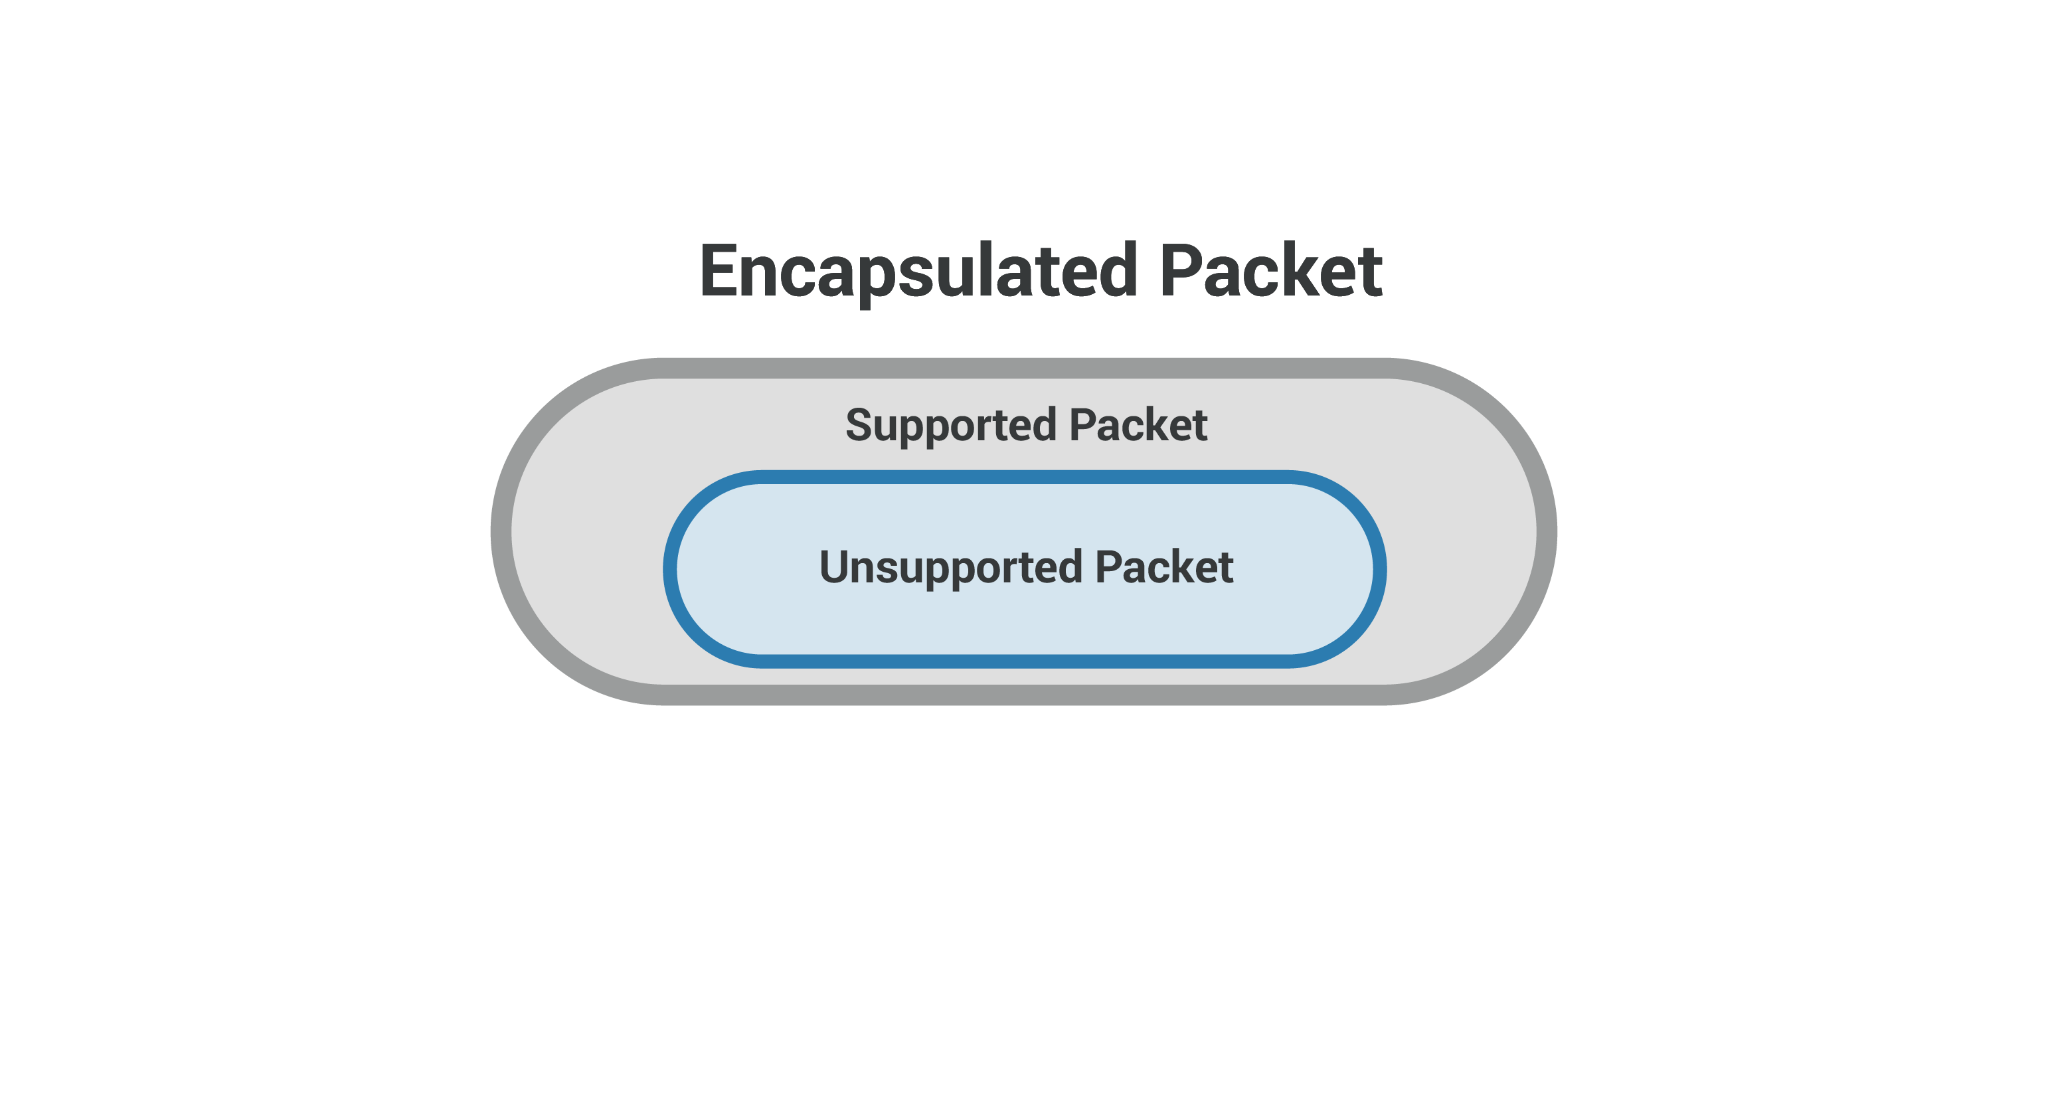 Encapsulated Packet
Supported Packet
Unsupported Packet